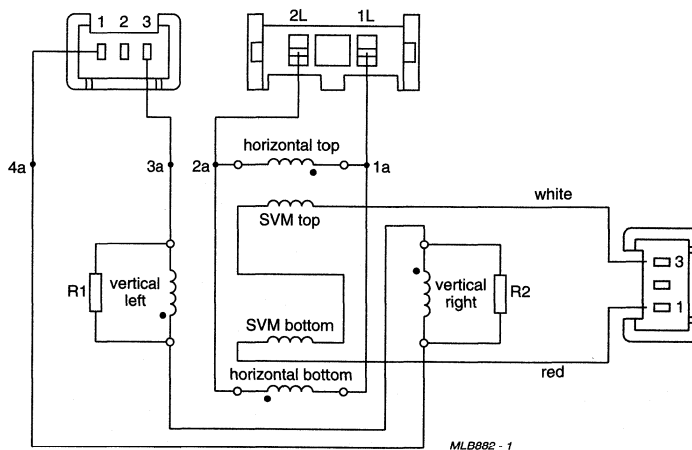 1 2 3
2L 1L
horizontal top
4a 3a 2a 1a
white
SVM top
3
R1
vertical
left
vertical
right
R2
1
SVM bottom
horizontal bottom
red
MLB882 - 1